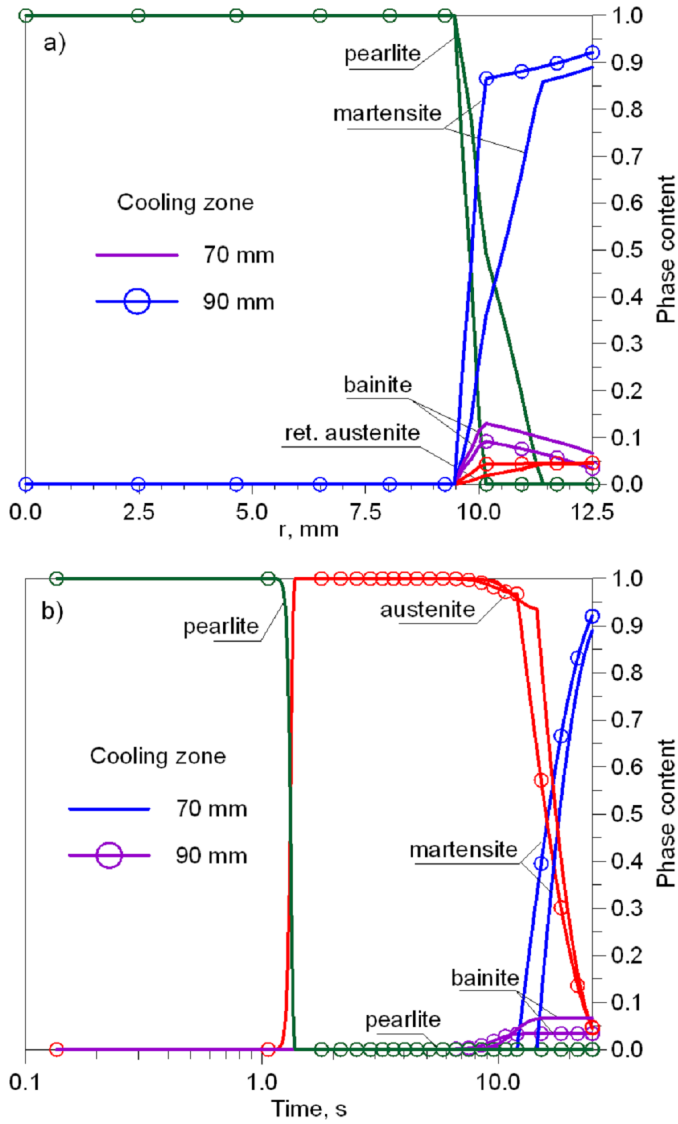 a)
pearlite
martensite
Cooling zone
70 mm
90 mm
bainite
ret. austenite
1.0
0.9
0.8
0.7
0.6
0.5
0.4
0.3
0.2
0.1
0.0
Phase content
0.0 2.5 5.0 7.5 10.0 12.5
r, mm
b)
pearlite
austenite
Cooling zone
70 mm
90 mm
martensite
bainite
pearlite
1.0
0.9
0.8
0.7
0.6
0.5
0.4
0.3
0.2
0.1
0.0
Phase content
0.1 1.0 10.0
Time, s